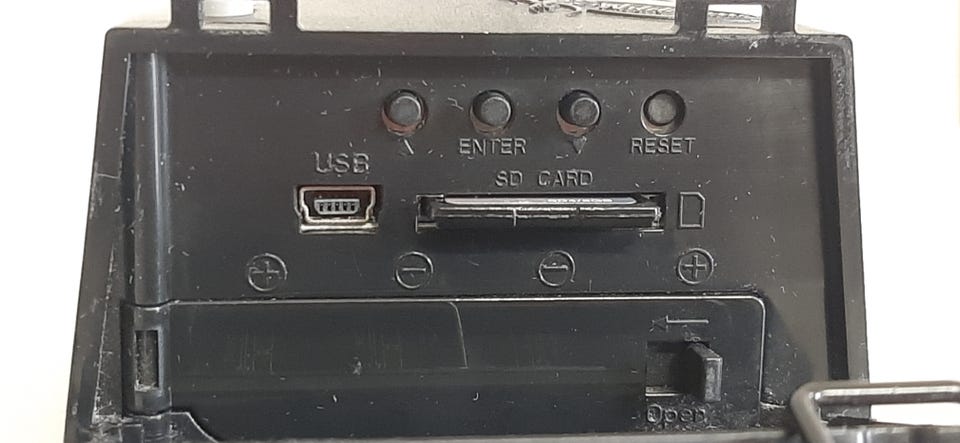 ENTER
RESET
USB
SD CARD
Open